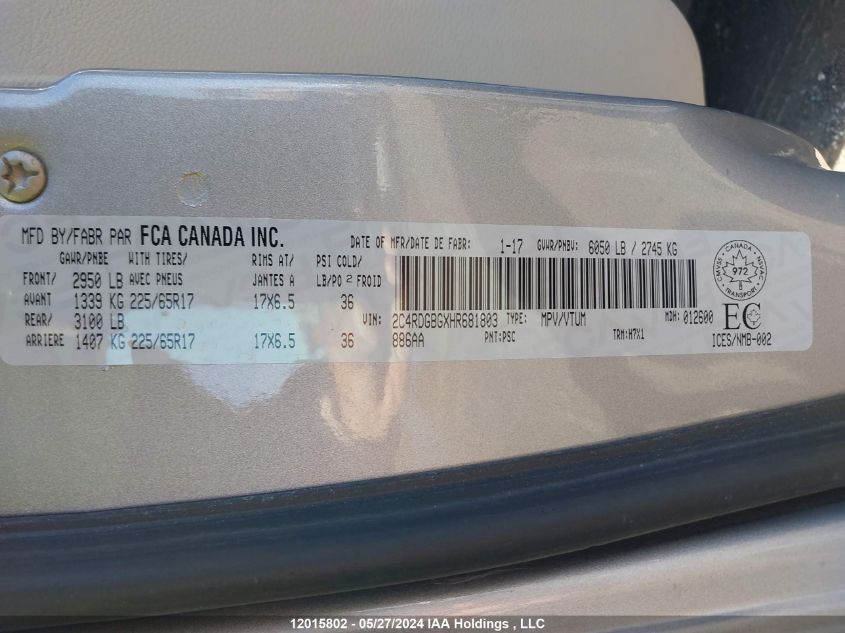 MFD BY/FABR PAR FCA CANADA INC. DATE OF MFR/DATE DE FABR: 1-17 GVWR/PNBV: 6050 LB / 2745 KG
GAWR/PNBE WITH TIRES/ RIMS AT/ PSI COLD/
FRONT/ 2950 LB AVEC PNEUS JANTES A LB/PO 2 FROID
AVANT 1339 KG 225/65R17 17X6.5 36
REAR/ 3100 LB
ARRIERE 1407 KG 225/65R17 17X6.5 36
VIN: 2C4RDGBGXHR681803 TYPE: MPV/VTUM MDH: 012600
886AA PNT:PSC TRM:H7X1
CMVSS CANADA NSVAC
972
TRANSPORT
EC
ICES/NMB-002
12015802 - 05/27/2024 IAA Holdings , LLC